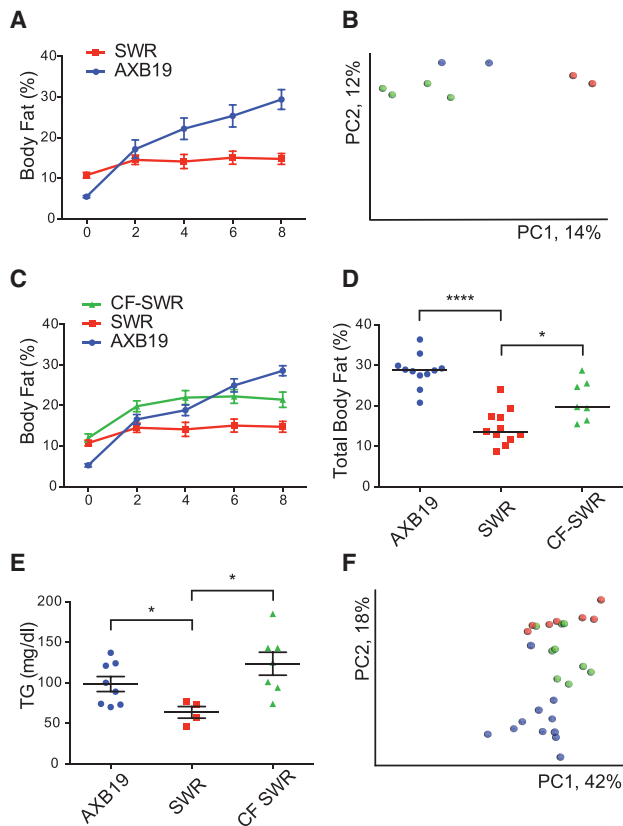 A
SWR
AXB19
Body Fat (%)
40
30
20
10
0
0 2 4 6 8
B
PC2, 12%
PC1, 14%
C
CF-SWR
SWR
AXB19
Body Fat (%)
40
30
20
10
0
0 2 4 6 8
D
**** 
*
Total Body Fat (%)
40
30
20
10
0
AXB19 SWR CF-SWR
E
*
*
TG (mg/dl)
200
150
100
50
0
AXB19 SWR CF SWR
F
PC2, 18%
PC1, 42%